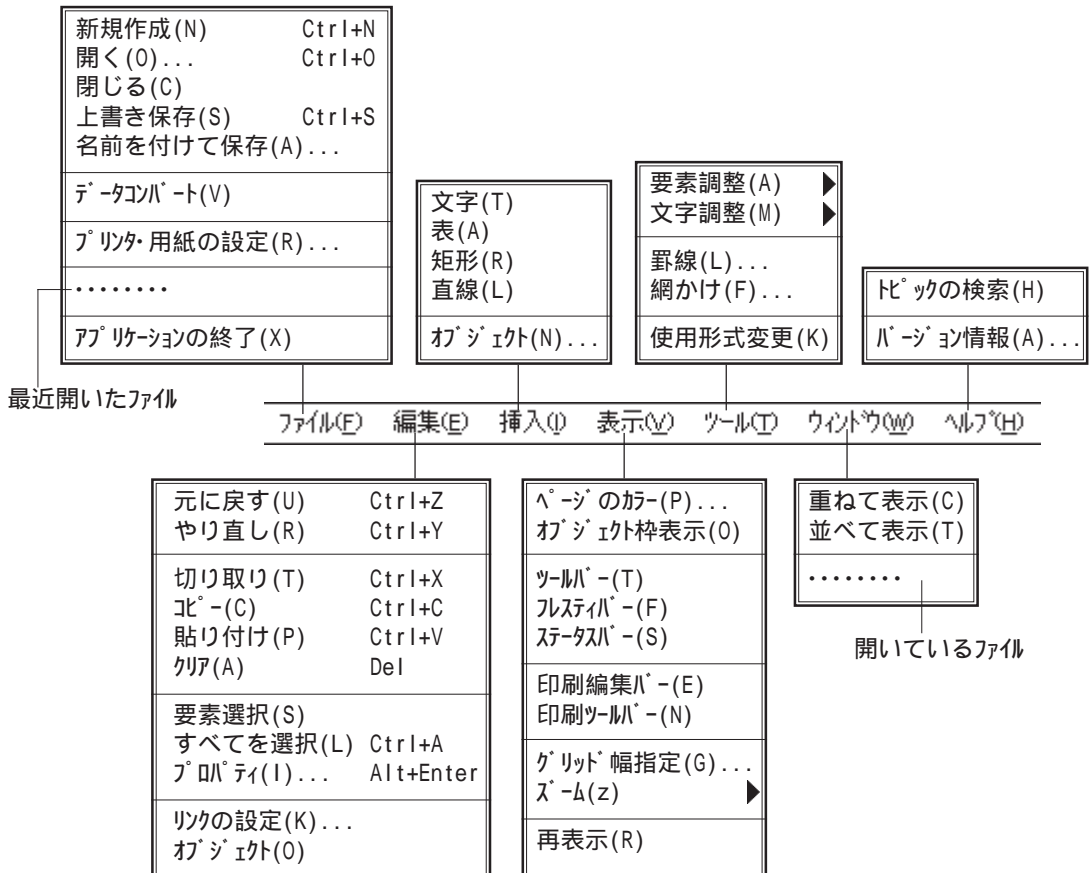 新規作成(N) Ctrl+N
開く(O)... Ctrl+O
閉じる(C)
上書き保存(S) Ctrl+S
名前を付けて保存(A)...
ﾃﾞｰﾀｺﾝﾊﾞｰﾄ(V)
ﾌﾟﾘﾝﾀ･用紙の設定(R)...
････････
ｱﾌﾟﾘｹｰｼｮﾝの終了(X)
最近開いたﾌｧｲﾙ
文字(T)
表(A)
矩形(R)
直線(L)
ｵﾌﾞｼﾞｪｸﾄ(N)...
要素調整(A) ▶
文字調整(M) ▶
罫線(L)...
網かけ(F)...
使用形式変更(K)
ﾄﾋﾟｯｸの検索(H)
ﾊﾞｰｼﾞｮﾝ情報(A)...
ファイル(F) 編集(E) 挿入(I) 表示(V) ツール(T) ウィンドウ(W) ヘルプ(H)
元に戻す(U) Ctrl+Z
やり直し(R) Ctrl+Y
切り取り(T) Ctrl+X
ｺﾋﾟｰ(C) Ctrl+C
貼り付け(P) Ctrl+V
ｸﾘｱ(A) Del
要素選択(S)
すべてを選択(L) Ctrl+A
ﾌﾟﾛﾊﾟﾃｨ(I)... Alt+Enter
ﾘﾝｸの設定(K)...
ｵﾌﾞｼﾞｪｸﾄ(O)
ﾍﾟｰｼﾞのｶﾗｰ(P)...
ｵﾌﾞｼﾞｪｸﾄ枠表示(O)
ﾂｰﾙﾊﾞｰ(T)
ﾌﾚｽﾃｨﾊﾞｰ(F)
ｽﾃｰﾀｽﾊﾞｰ(S)
印刷編集ﾊﾞｰ(E)
印刷ﾂｰﾙﾊﾞｰ(N)
ｸﾞﾘｯﾄﾞ幅指定(G)...
ｽﾞｰﾑ(z) ▶
再表示(R)
重ねて表示(C)
並べて表示(T)
････････
開いているﾌｧｲﾙ